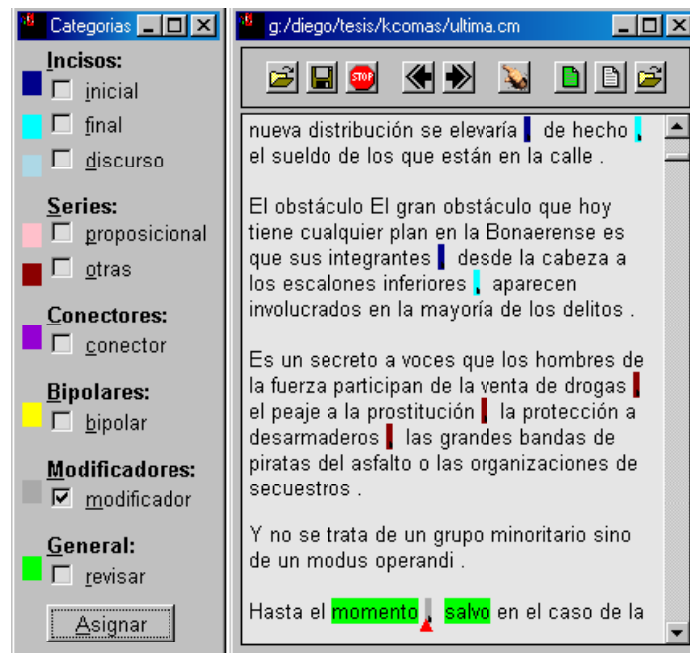 Categorias
Incisos:
inicial
final
discurso
Series:
proposicional
otras
Conectores:
conector
Bipolares:
bipolar
Modificadores:
modificador
General:
revisar
Asignar
g:/diego/tesis/kcomas/ultima.cm
STOP
nueva distribución se elevaría , de hecho ,
el sueldo de los que están en la calle .
El obstáculo El gran obstáculo que hoy
tiene cualquier plan en la Bonaerense es
que sus integrantes , desde la cabeza a
los escalones inferiores , aparecen
involucrados en la mayoría de los delitos .
Es un secreto a voces que los hombres de
la fuerza participan de la venta de drogas ,
el peaje a la prostitución , la protección a
desarmaderos , las grandes bandas de
piratas del asfalto o las organizaciones de
secuestros .
Y no se trata de un grupo minoritario sino
de un modus operandi .
Hasta el momento , salvo en el caso de la